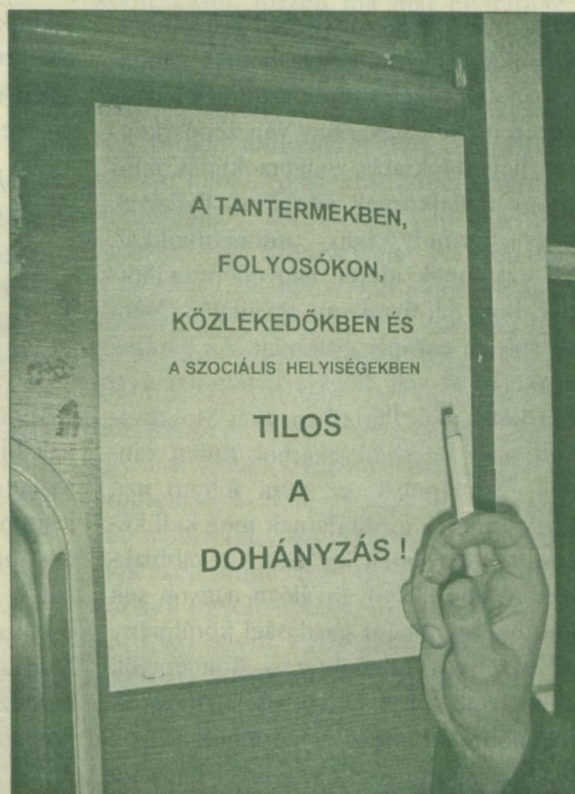 A TANTERMEKBEN,
FOLYOSÓKON,
KÖZLEKEDŐKBEN ÉS
A SZOCIÁLIS HELYISÉGEKBEN
TILOS
A
DOHÁNYZÁS !